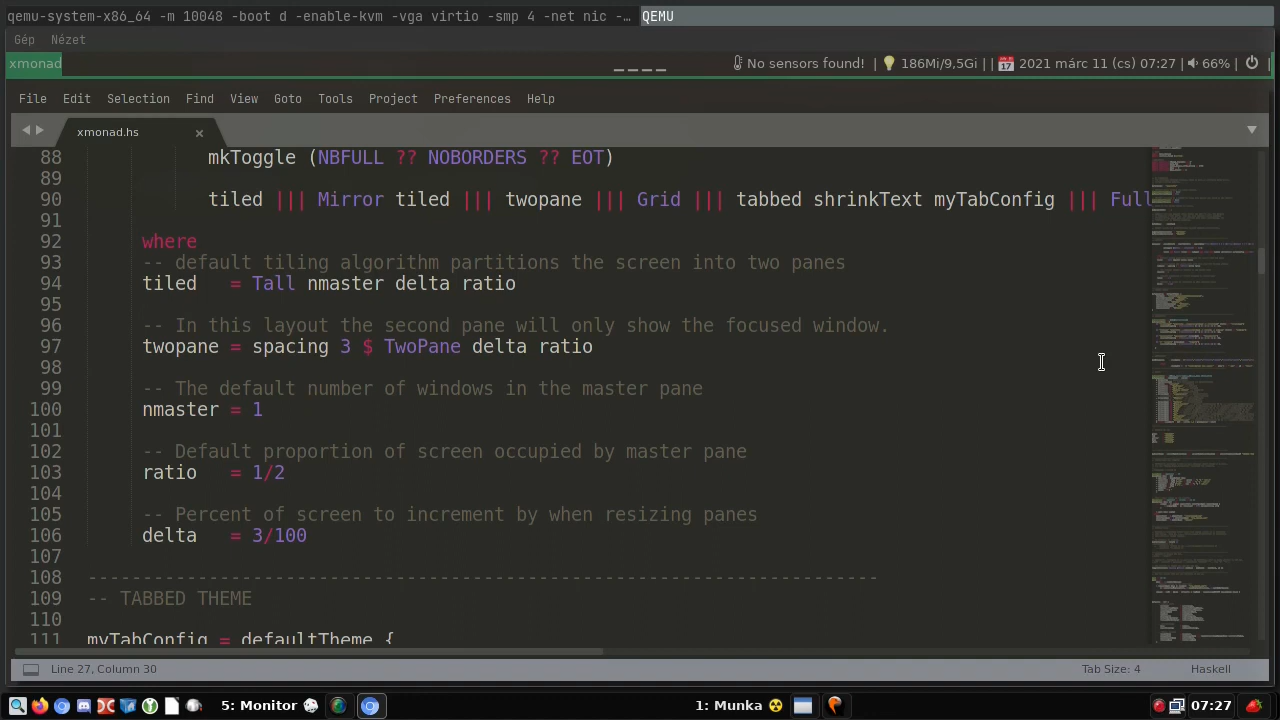 qemu-system-x86_64 -m 10048 -boot d -enable-kvm -vga virtio -smp 4 -net nic -… QEMU
Gép Nézet
xmonad No sensors found! | 186Mi/9,5Gi | | 17 2021 márc 11 (cs) 07:27 | 66% | |
File Edit Selection Find View Goto Tools Project Preferences Help
xmonad.hs ×
88 mkToggle (NBFULL ?? NOBORDERS ?? EOT)
89
90 tiled ||| Mirror tiled ||| twopane ||| Grid ||| tabbed shrinkText myTabConfig ||| Full
91
92 where
93 -- default tiling algorithm partitions the screen into two panes
94 tiled = Tall nmaster delta ratio
95
96 -- In this layout the second pane will only show the focused window.
97 twopane = spacing 3 $ TwoPane delta ratio
98
99 -- The default number of windows in the master pane
100 nmaster = 1
101
102 -- Default proportion of screen occupied by master pane
103 ratio = 1/2
104
105 -- Percent of screen to increment by when resizing panes
106 delta = 3/100
107
108 ------------------------------------------------------------------------
109 -- TABBED THEME
110
111 myTabConfig = defaultTheme {
Line 27, Column 30 Tab Size: 4 Haskell
5: Monitor 1: Munka 07:27